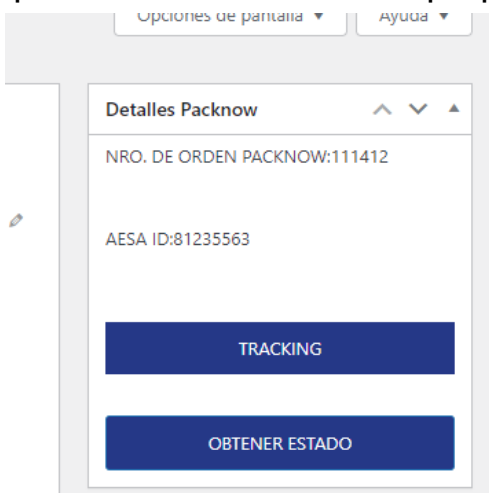 Opciones de pantalla ▼
Ayuda ▼
Detalles Packnow
NRO. DE ORDEN PACKNOW:111412
AESA ID:81235563
TRACKING
OBTENER ESTADO